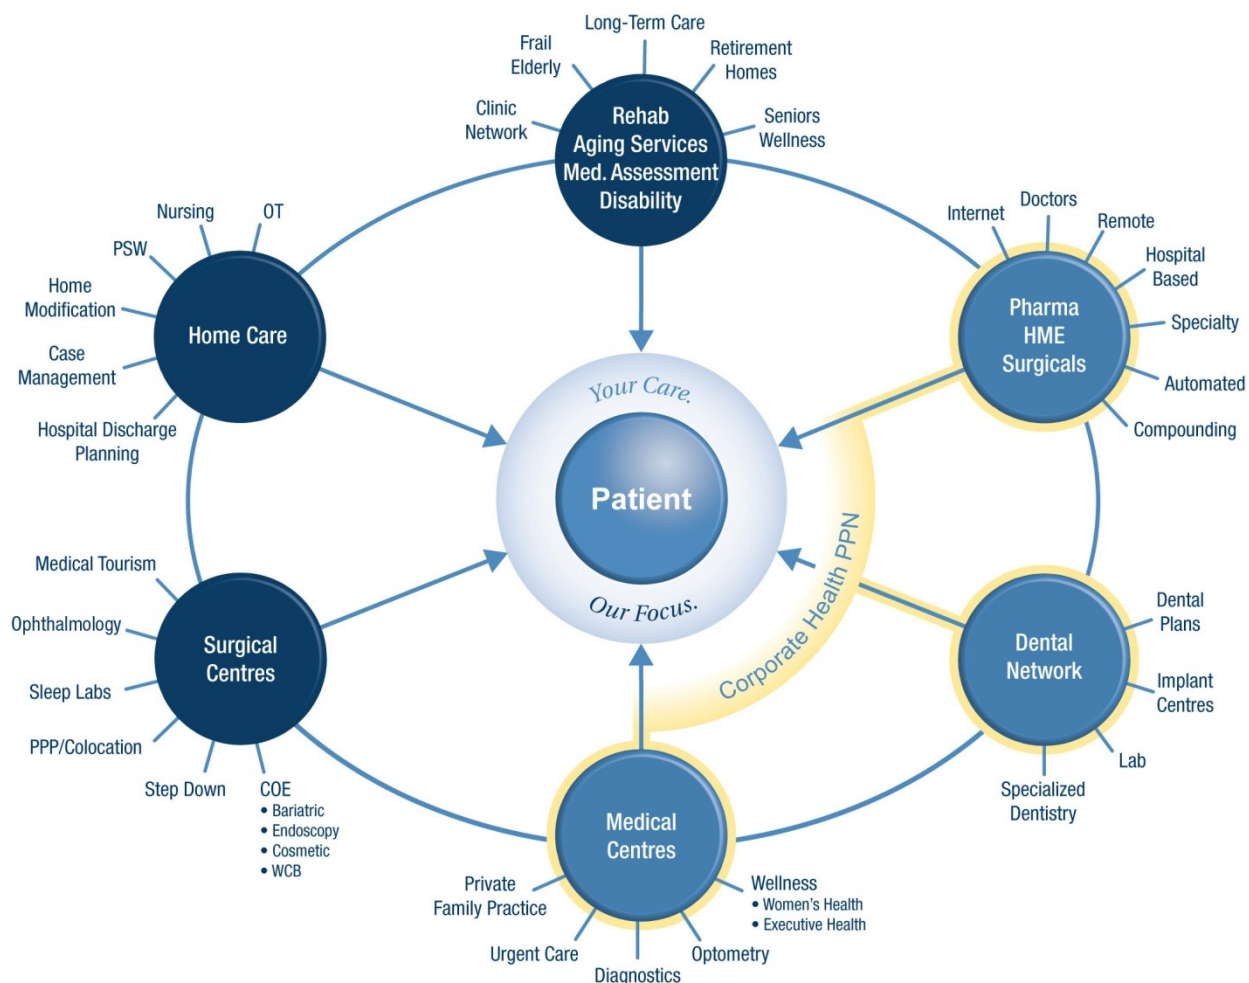 Long-Term Care
Frail
Elderly
Retirement
Homes
Clinic
Network
Seniors
Wellness
Rehab
Aging Services
Med. Assessment
Disability
Nursing
OT
PSW
Home
Modification
Case
Management
Hospital Discharge
Planning
Home Care
Internet
Doctors
Remote
Hospital
Based
Specialty
Automated
Compounding
Pharma
HME
Surgicals
Your Care.
Patient
Our Focus.
Corporate Health PPN
Medical Tourism
Ophthalmology
Sleep Labs
PPP/Colocation
Step Down
COE
• Bariatric
• Endoscopy
• Cosmetic
• WCB
Surgical
Centres
Dental
Network
Dental
Plans
Implant
Centres
Lab
Specialized
Dentistry
Medical
Centres
Private
Family Practice
Urgent Care
Diagnostics
Optometry
Wellness
• Women's Health
• Executive Health